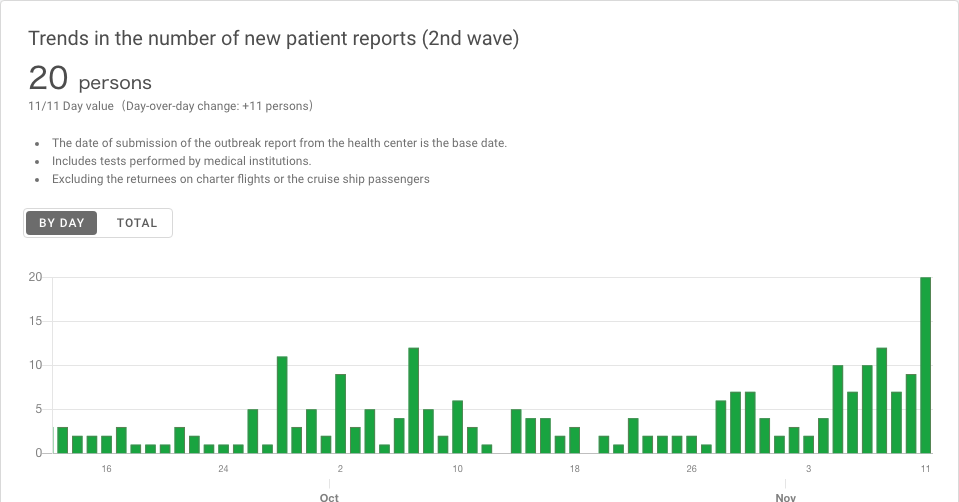 Trends in the number of new patient reports (2nd wave)
20 persons
11/11 Day value（Day-over-day change: +11 persons）
The date of submission of the outbreak report from the health center is the base date.
Includes tests performed by medical institutions.
Excluding the returnees on charter flights or the cruise ship passengers
BY DAY TOTAL
20
15
10
5
0
16 24 2 10 18 26 3 11
Oct Nov